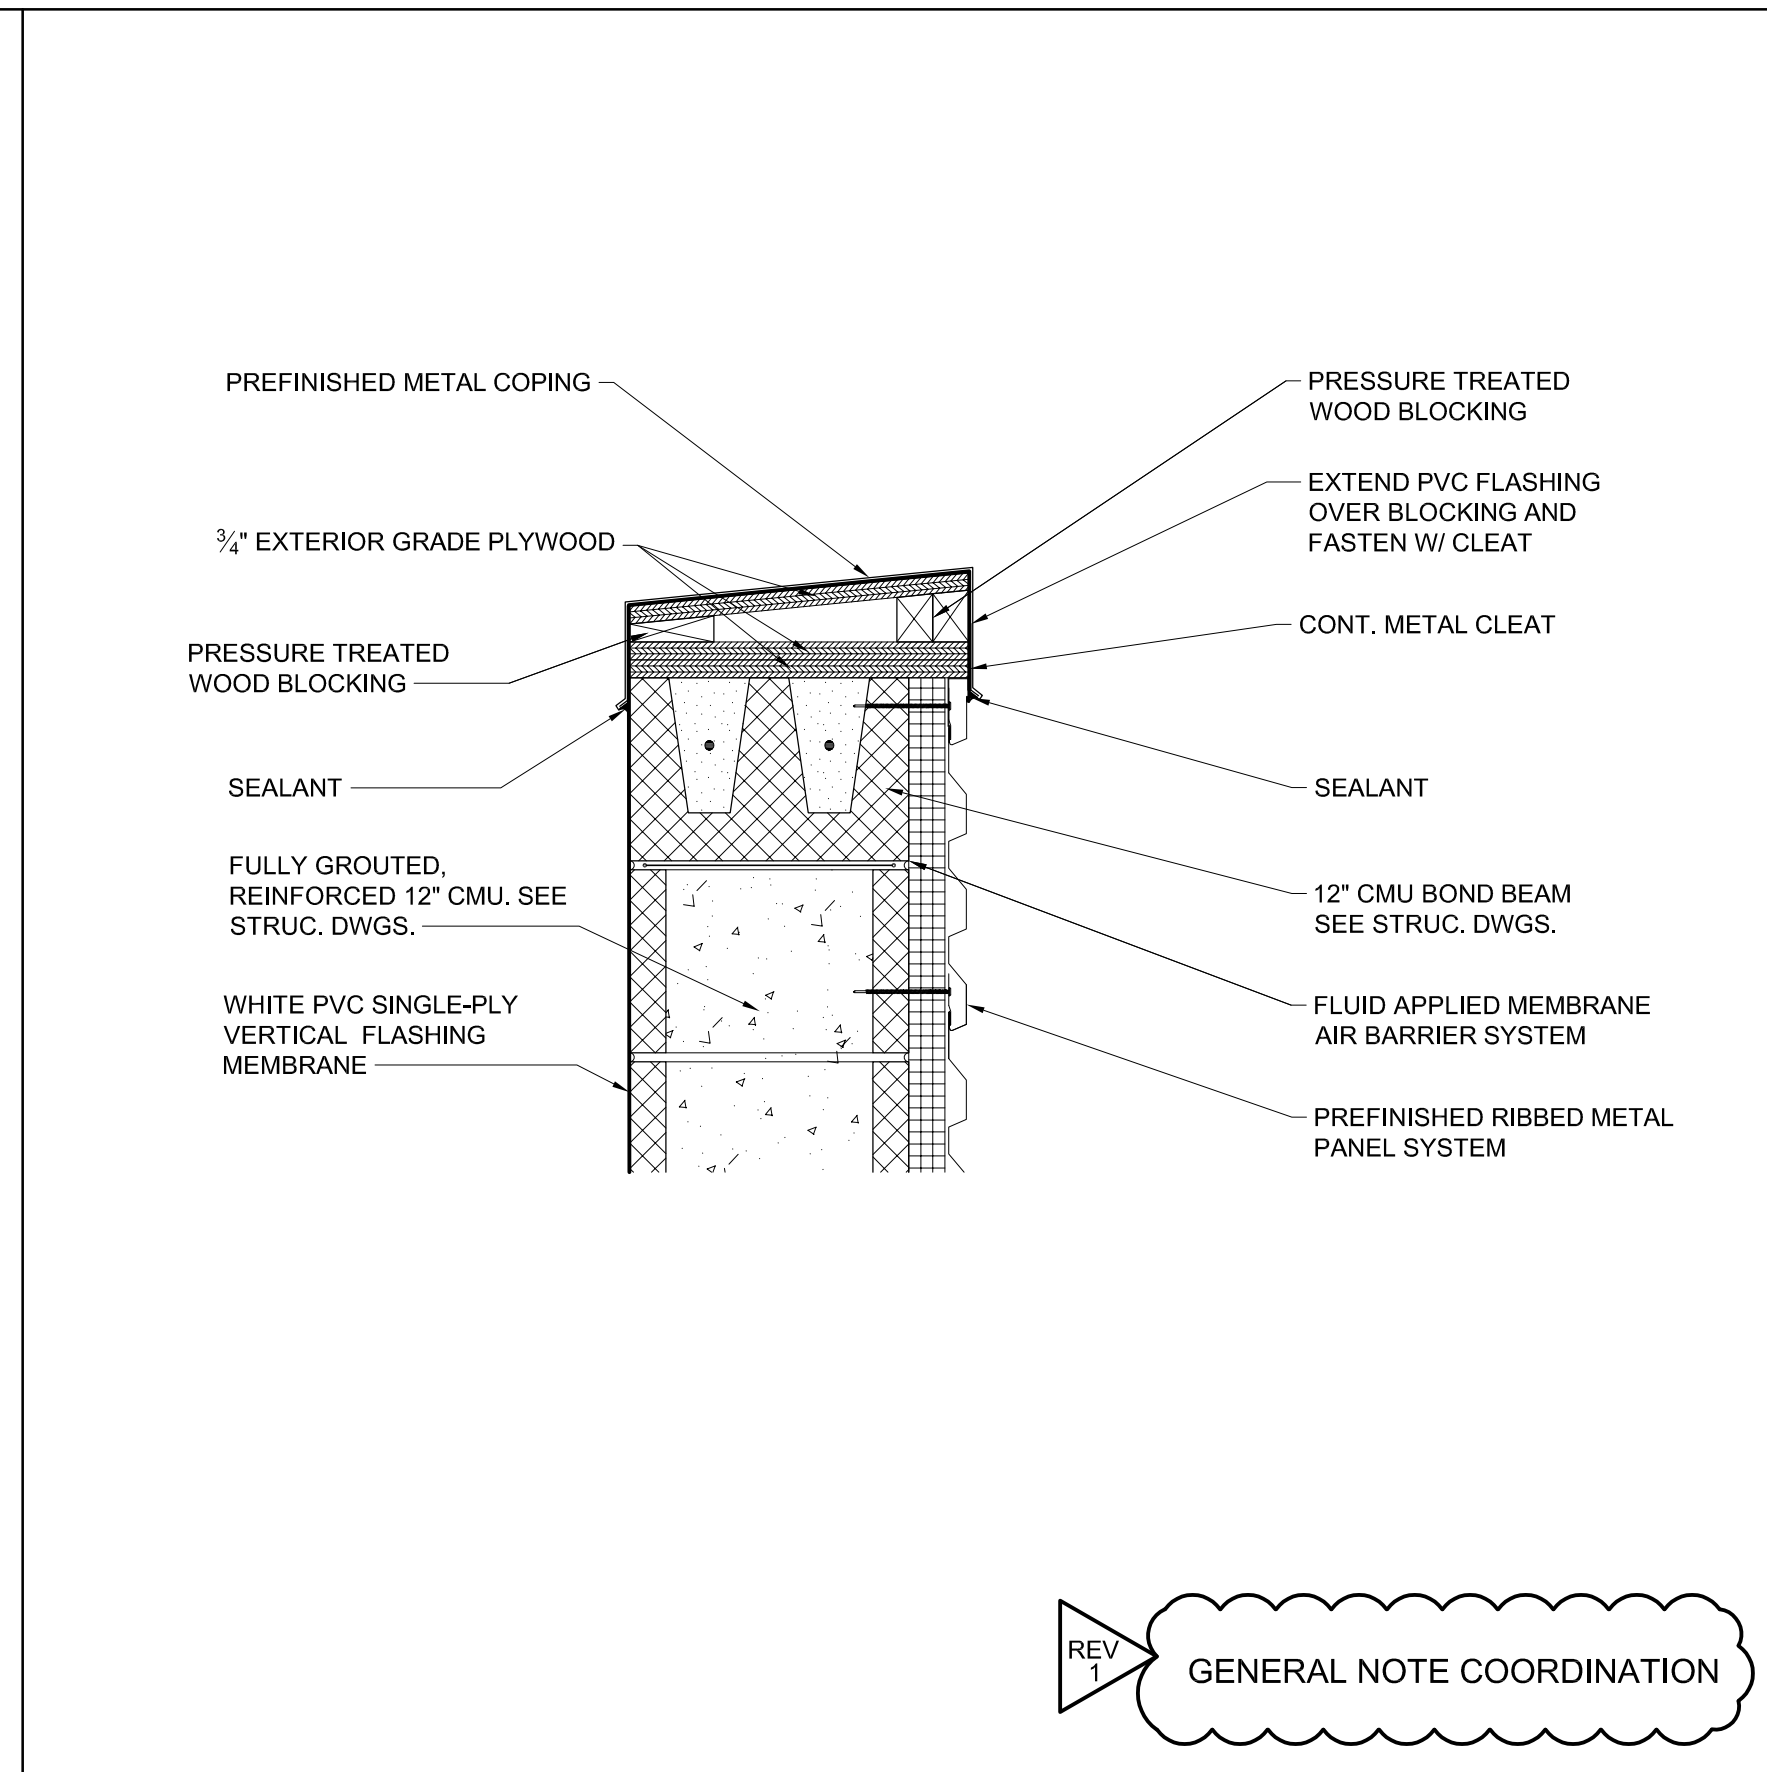 PREFINISHED METAL COPING
¾" EXTERIOR GRADE PLYWOOD
PRESSURE TREATED
WOOD BLOCKING
SEALANT
FULLY GROUTED,
REINFORCED 12" CMU. SEE
STRUC. DWGS.
WHITE PVC SINGLE-PLY
VERTICAL FLASHING
MEMBRANE
PRESSURE TREATED
WOOD BLOCKING
EXTEND PVC FLASHING
OVER BLOCKING AND
FASTEN W/ CLEAT
CONT. METAL CLEAT
SEALANT
12" CMU BOND BEAM
SEE STRUC. DWGS.
FLUID APPLIED MEMBRANE
AIR BARRIER SYSTEM
PREFINISHED RIBBED METAL
PANEL SYSTEM
REV
1
GENERAL NOTE COORDINATION